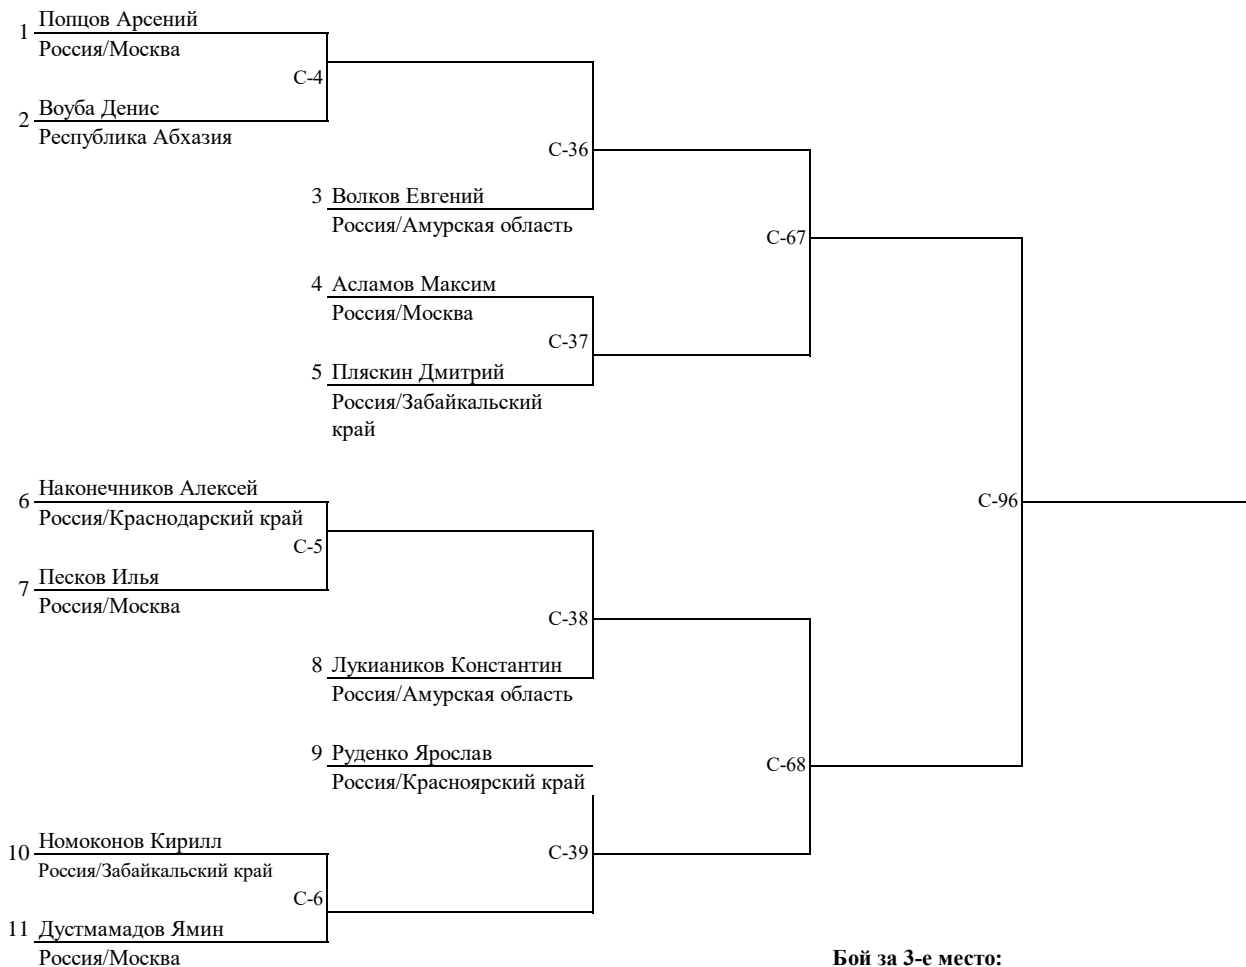 Попцов Арсений
1
Россия/Москва
С-4
Воуба Денис
2
Республика Абхазия
С-36
3 Волков Евгений
Россия/Амурская область
С-67
4 Асламов Максим
Россия/Москва
С-37
5 Пляскин Дмитрий
Россия/Забайкальский
край
Наконечников Алексей
6
С-96
Россия/Краснодарский край
С-5
Песков Илья
7
Россия/Москва
С-38
8 Лукиаников Константин
Россия/Амурская область
9 Руденко Ярослав
С-68
Россия/Красноярский край
Номоконов Кирилл
10
С-39
Россия/Забайкальский край
С-6
11 Дустмамадов Ямин
Россия/Москва
Бой за 3-е место: